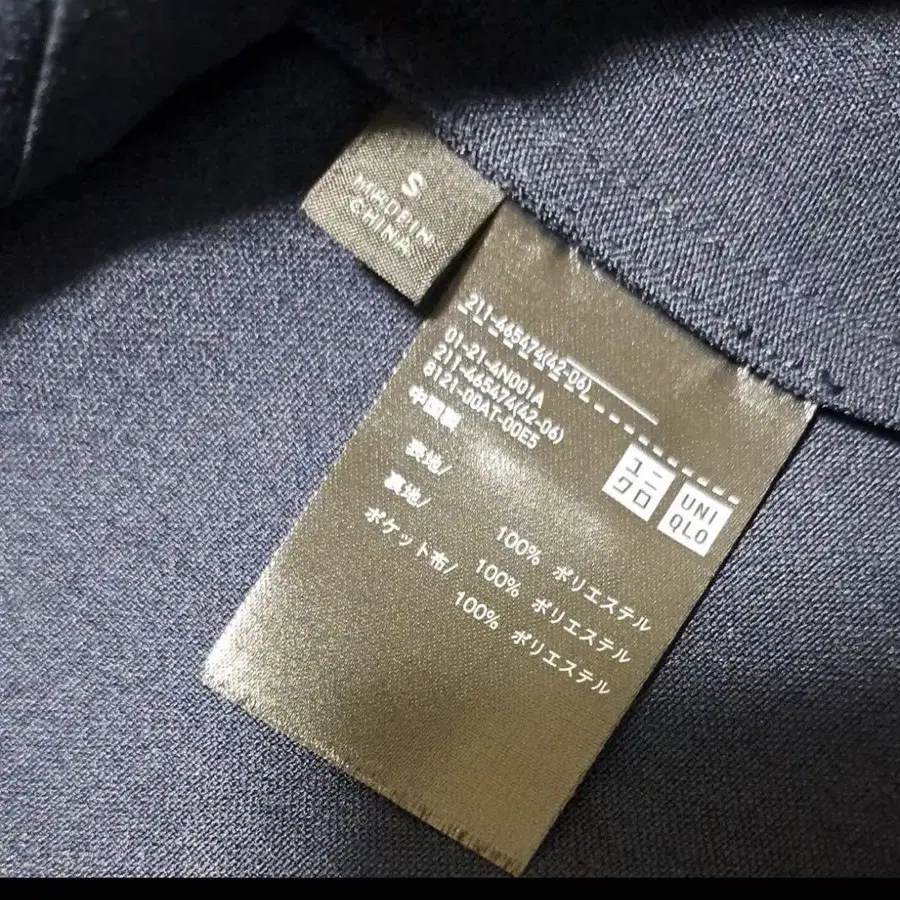 S
MADE IN
CHINA
211-465474(42-06)
01-21-4N001A
211-465474(42-06)
8121-00AT-00E5
中国製
ユニ
クロ
UNI
QLO
表地/ 100% ポリエステル
裏地/ 100% ポリエステル
ポケット布/ 100% ポリエステル